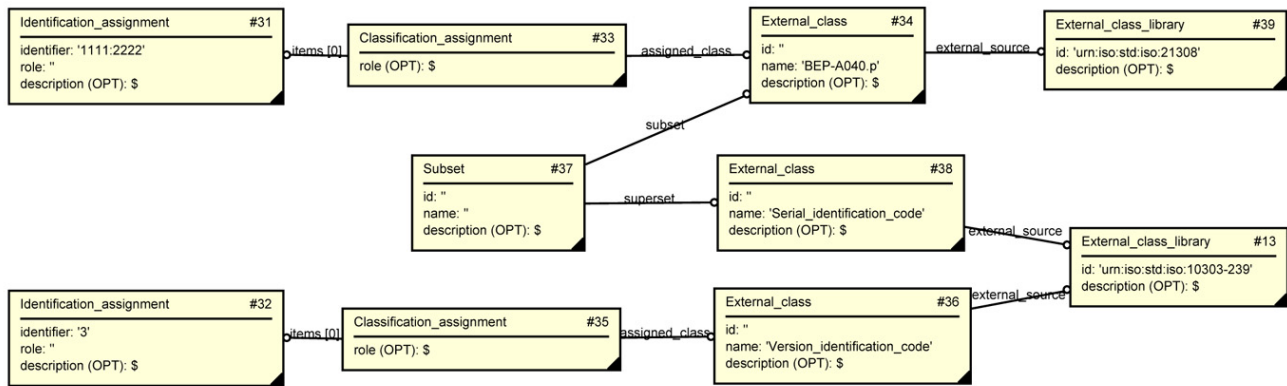 Identification_assignment #31
identifier: '1111:2222'
role: ''
description (OPT): $
items [0]
Classification_assignment #33
role (OPT): $
assigned_class
External_class #34
id: ''
name: 'BEP-A040.p'
description (OPT): $
external_source
External_class_library #39
id: 'urn:iso:std:iso:21308'
description (OPT): $
subset
Subset #37
id: ''
name: ''
description (OPT): $
superset
External_class #38
id: ''
name: 'Serial_identification_code'
description (OPT): $
external_source
External_class_library #13
id: 'urn:iso:std:iso:10303-239'
description (OPT): $
external_source
Identification_assignment #32
identifier: '3'
role: ''
description (OPT): $
items [0]
Classification_assignment #35
role (OPT): $
assigned_class
External_class #36
id: ''
name: 'Version_identification_code'
description (OPT): $